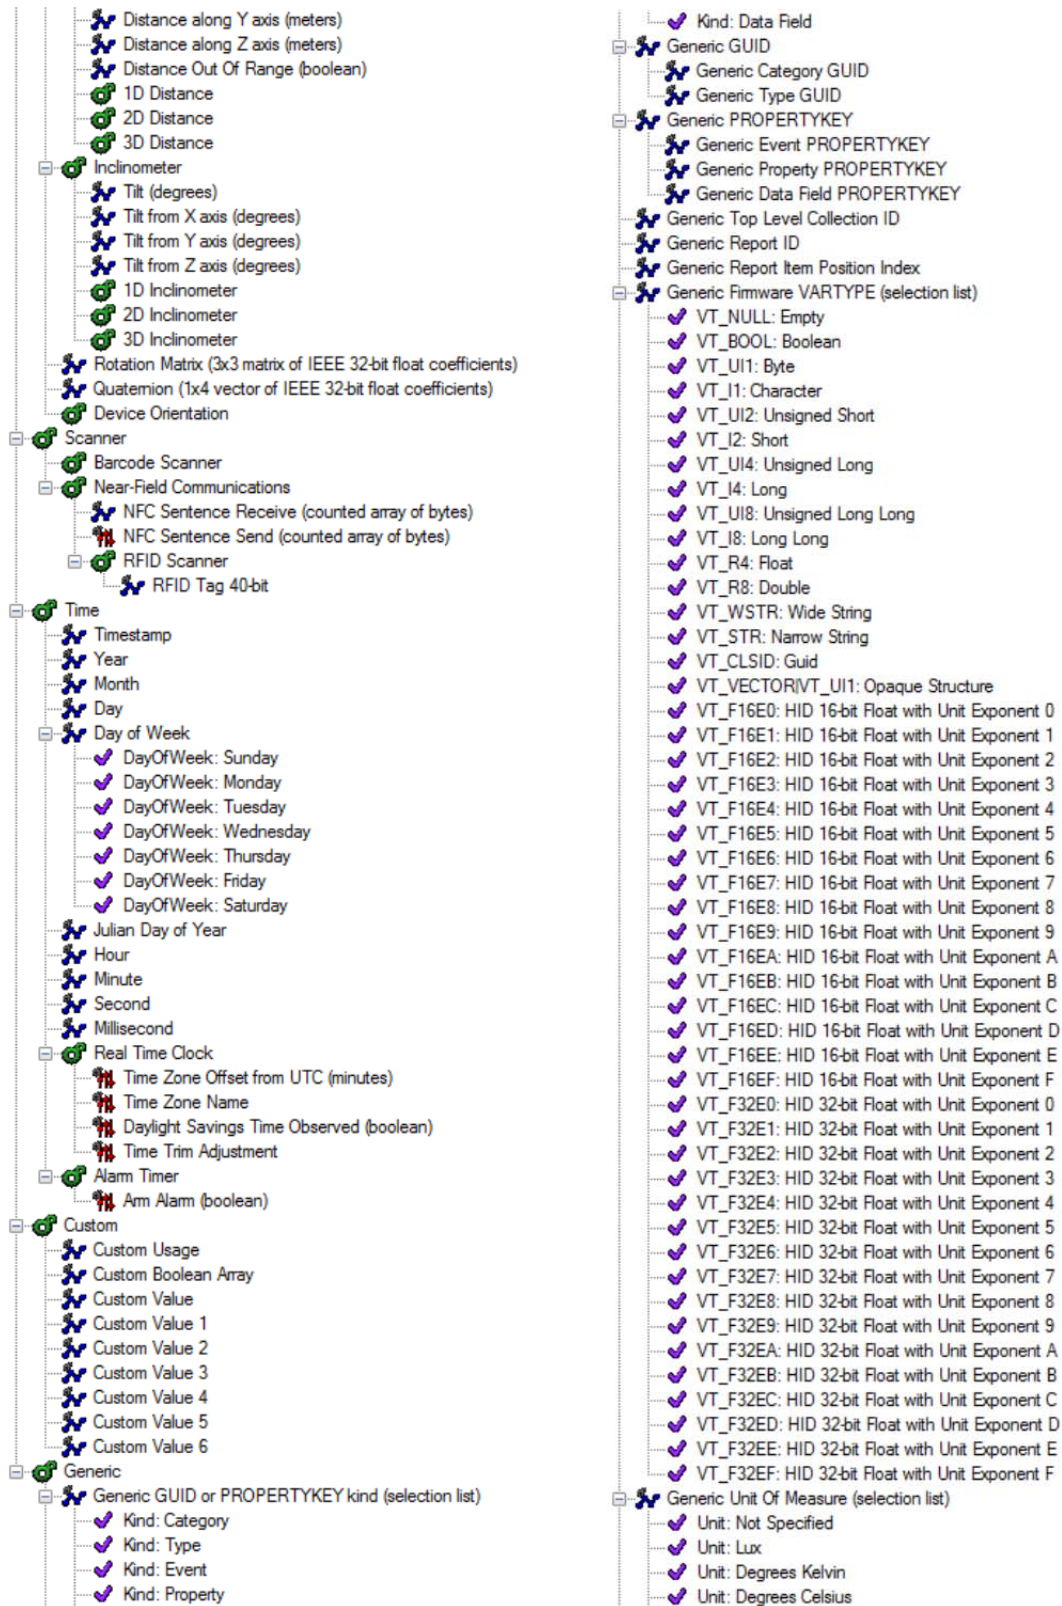 Distance along Y axis (meters)
Distance along Z axis (meters)
Distance Out Of Range (boolean)
1D Distance
2D Distance
3D Distance
Inclinometer
Tilt (degrees)
Tilt from X axis (degrees)
Tilt from Y axis (degrees)
Tilt from Z axis (degrees)
1D Inclinometer
2D Inclinometer
3D Inclinometer
Rotation Matrix (3x3 matrix of IEEE 32-bit float coefficients)
Quaternion (1x4 vector of IEEE 32-bit float coefficients)
Device Orientation
Scanner
Barcode Scanner
Near-Field Communications
NFC Sentence Receive (counted array of bytes)
NFC Sentence Send (counted array of bytes)
RFID Scanner
RFID Tag 40-bit
Time
Timestamp
Year
Month
Day
Day of Week
DayOfWeek: Sunday
DayOfWeek: Monday
DayOfWeek: Tuesday
DayOfWeek: Wednesday
DayOfWeek: Thursday
DayOfWeek: Friday
DayOfWeek: Saturday
Julian Day of Year
Hour
Minute
Second
Millisecond
Real Time Clock
Time Zone Offset from UTC (minutes)
Time Zone Name
Daylight Savings Time Observed (boolean)
Time Trim Adjustment
Alarm Timer
Arm Alarm (boolean)
Custom
Custom Usage
Custom Boolean Array
Custom Value
Custom Value 1
Custom Value 2
Custom Value 3
Custom Value 4
Custom Value 5
Custom Value 6
Generic
Generic GUID or PROPERTYKEY kind (selection list)
Kind: Category
Kind: Type
Kind: Event
Kind: Property
Kind: Data Field
Generic GUID
Generic Category GUID
Generic Type GUID
Generic PROPERTYKEY
Generic Event PROPERTYKEY
Generic Property PROPERTYKEY
Generic Data Field PROPERTYKEY
Generic Top Level Collection ID
Generic Report ID
Generic Report Item Position Index
Generic Firmware VARTYPE (selection list)
VT_NULL: Empty
VT_BOOL: Boolean
VT_UI1: Byte
VT_I1: Character
VT_UI2: Unsigned Short
VT_I2: Short
VT_UI4: Unsigned Long
VT_I4: Long
VT_UI8: Unsigned Long Long
VT_I8: Long Long
VT_R4: Float
VT_R8: Double
VT_WSTR: Wide String
VT_STR: Narrow String
VT_CLSID: Guid
VT_VECTOR|VT_UI1: Opaque Structure
VT_F16E0: HID 16-bit Float with Unit Exponent 0
VT_F16E1: HID 16-bit Float with Unit Exponent 1
VT_F16E2: HID 16-bit Float with Unit Exponent 2
VT_F16E3: HID 16-bit Float with Unit Exponent 3
VT_F16E4: HID 16-bit Float with Unit Exponent 4
VT_F16E5: HID 16-bit Float with Unit Exponent 5
VT_F16E6: HID 16-bit Float with Unit Exponent 6
VT_F16E7: HID 16-bit Float with Unit Exponent 7
VT_F16E8: HID 16-bit Float with Unit Exponent 8
VT_F16E9: HID 16-bit Float with Unit Exponent 9
VT_F16EA: HID 16-bit Float with Unit Exponent A
VT_F16EB: HID 16-bit Float with Unit Exponent B
VT_F16EC: HID 16-bit Float with Unit Exponent C
VT_F16ED: HID 16-bit Float with Unit Exponent D
VT_F16EE: HID 16-bit Float with Unit Exponent E
VT_F16EF: HID 16-bit Float with Unit Exponent F
VT_F32E0: HID 32-bit Float with Unit Exponent 0
VT_F32E1: HID 32-bit Float with Unit Exponent 1
VT_F32E2: HID 32-bit Float with Unit Exponent 2
VT_F32E3: HID 32-bit Float with Unit Exponent 3
VT_F32E4: HID 32-bit Float with Unit Exponent 4
VT_F32E5: HID 32-bit Float with Unit Exponent 5
VT_F32E6: HID 32-bit Float with Unit Exponent 6
VT_F32E7: HID 32-bit Float with Unit Exponent 7
VT_F32E8: HID 32-bit Float with Unit Exponent 8
VT_F32E9: HID 32-bit Float with Unit Exponent 9
VT_F32EA: HID 32-bit Float with Unit Exponent A
VT_F32EB: HID 32-bit Float with Unit Exponent B
VT_F32EC: HID 32-bit Float with Unit Exponent C
VT_F32ED: HID 32-bit Float with Unit Exponent D
VT_F32EE: HID 32-bit Float with Unit Exponent E
VT_F32EF: HID 32-bit Float with Unit Exponent F
Generic Unit Of Measure (selection list)
Unit: Not Specified
Unit: Lux
Unit: Degrees Kelvin
Unit: Degrees Celsius